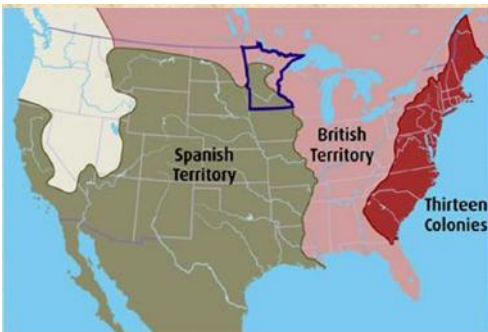 Spanish
Territory
British
Territory
Thirteen
Colonies